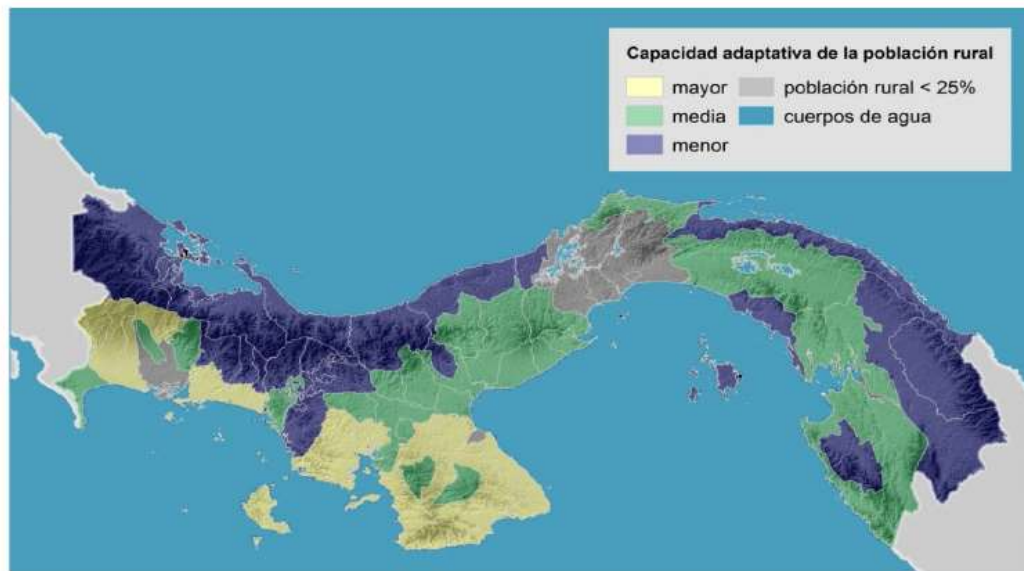 Capacidad adaptativa de la población rural
mayor
población rural < 25%
media
cuerpos de agua
menor